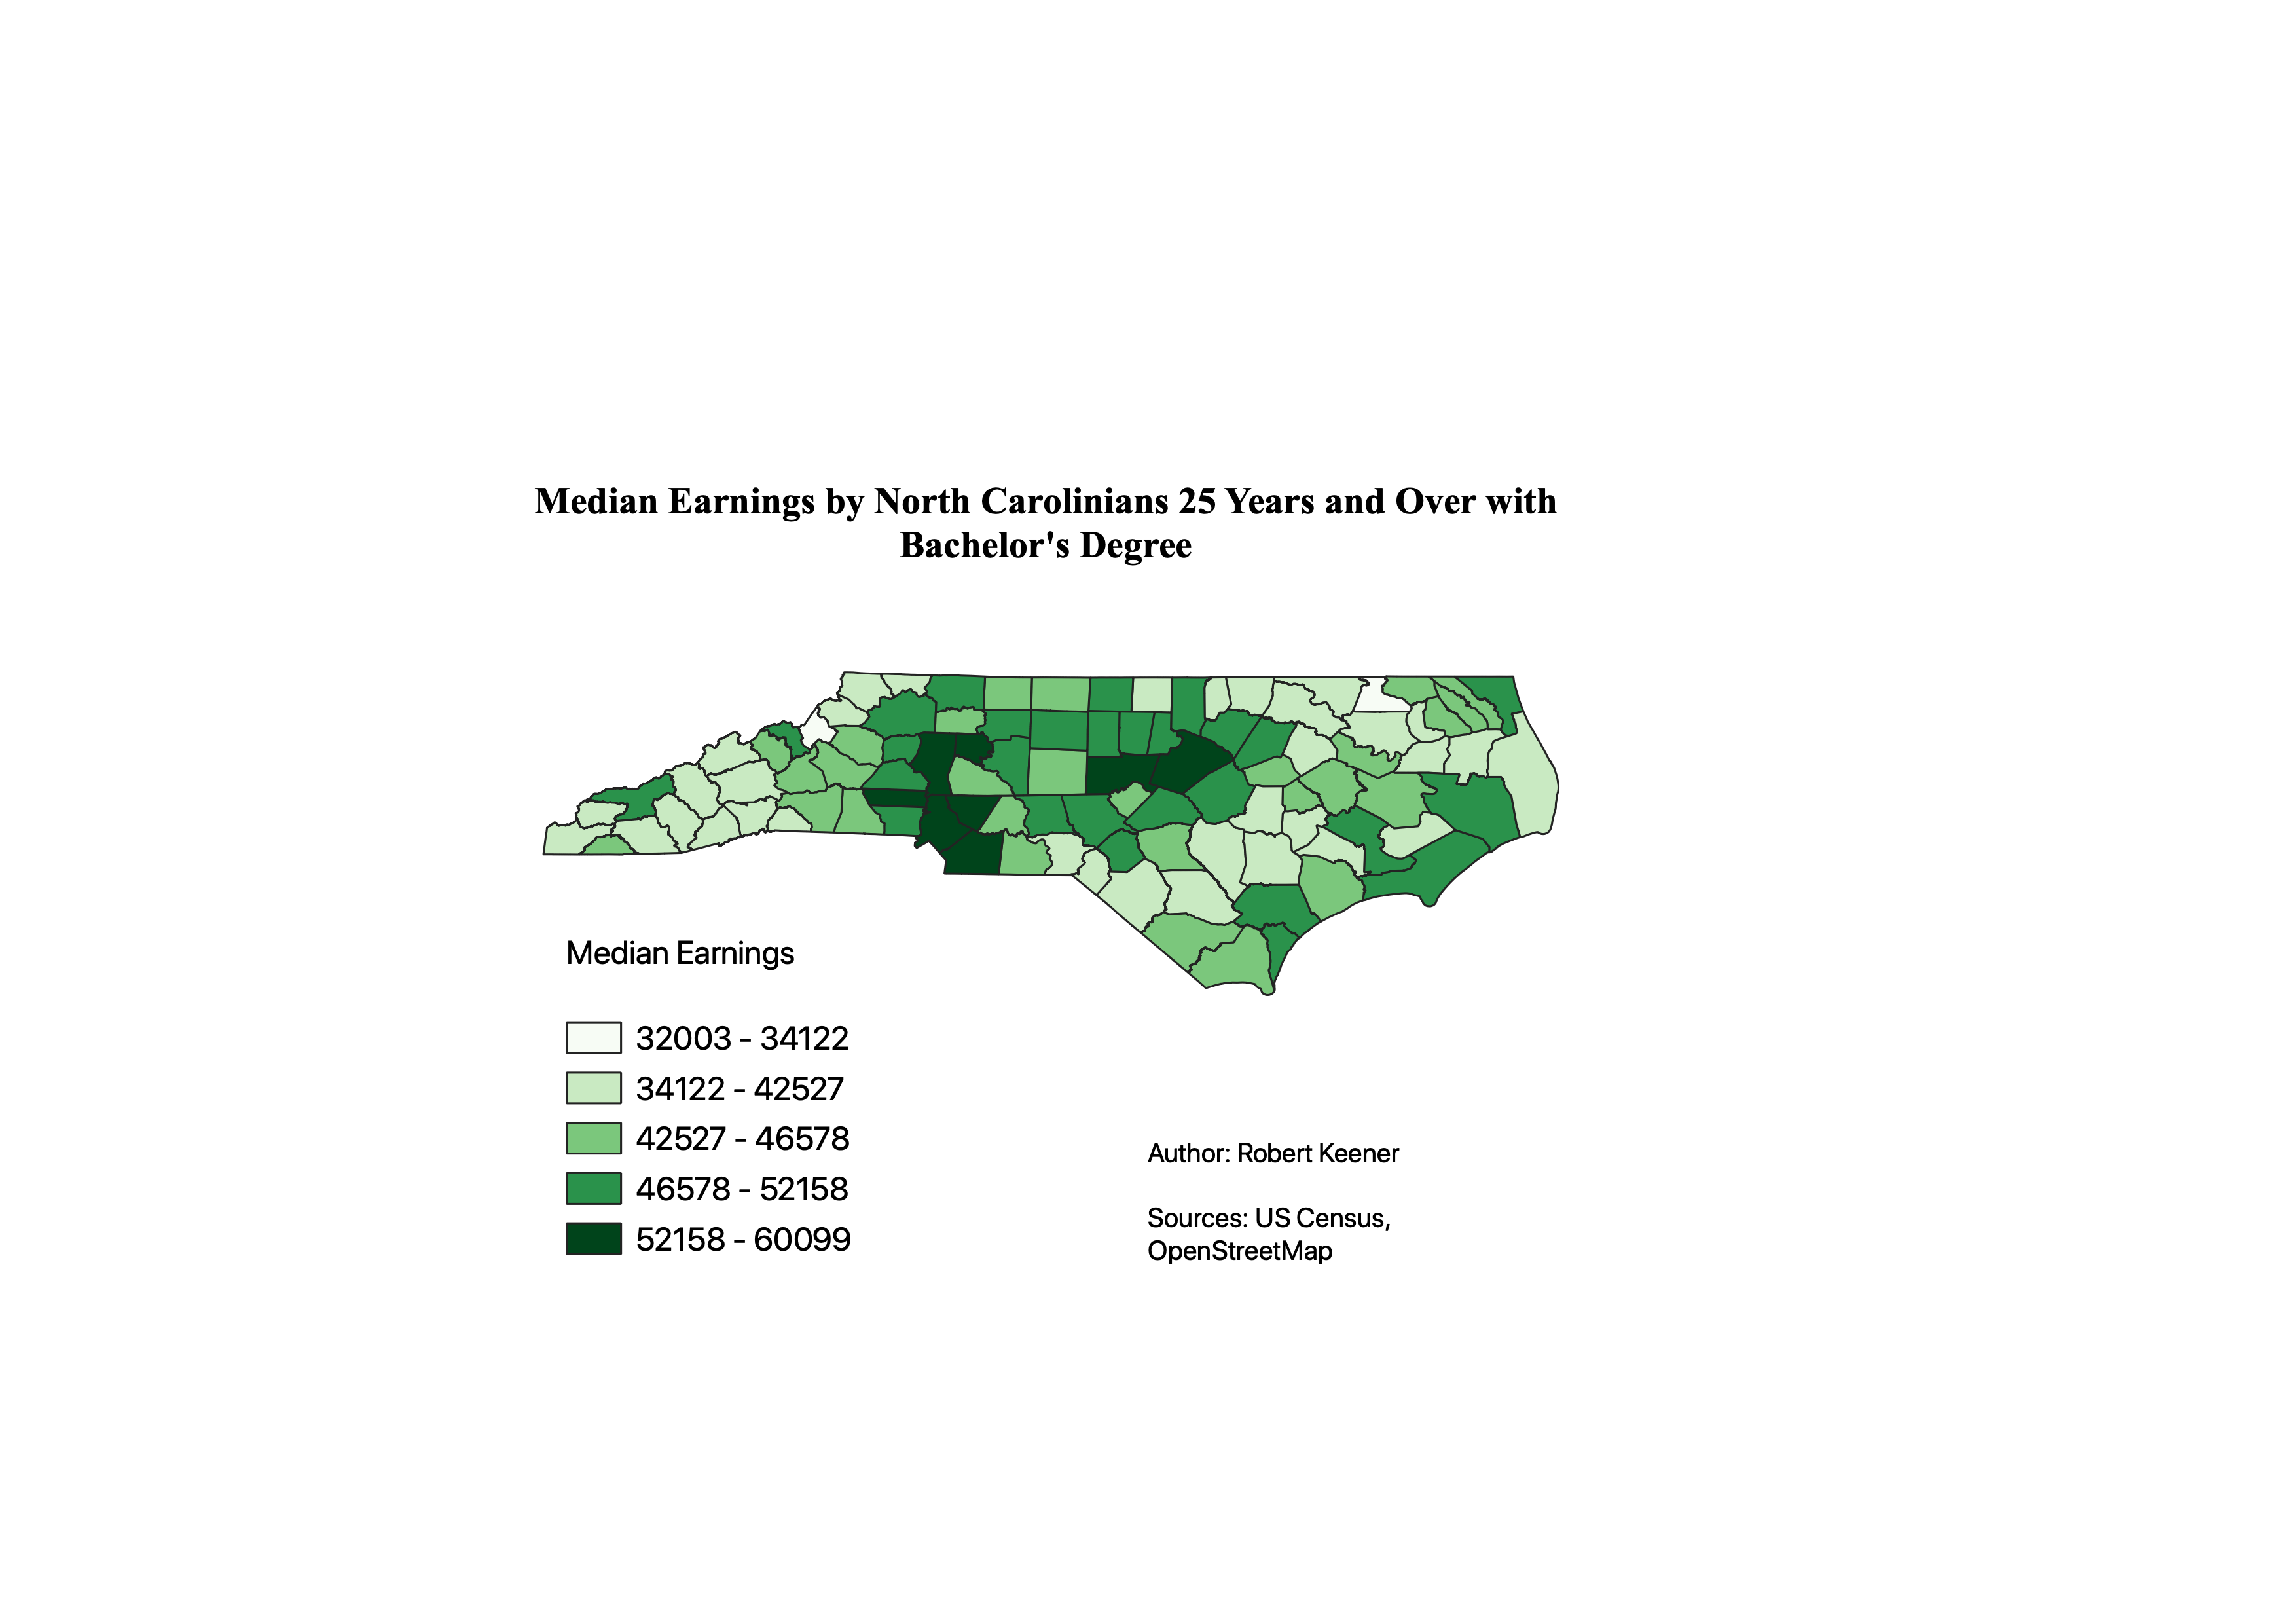 Median Earnings by North Carolinians 25 Years and Over with
Bachelor's Degree
Median Earnings
32003 - 34122
34122 - 42527
42527 - 46578
46578 - 52158
52158 - 60099
Author: Robert Keener
Sources: US Census,
OpenStreetMap